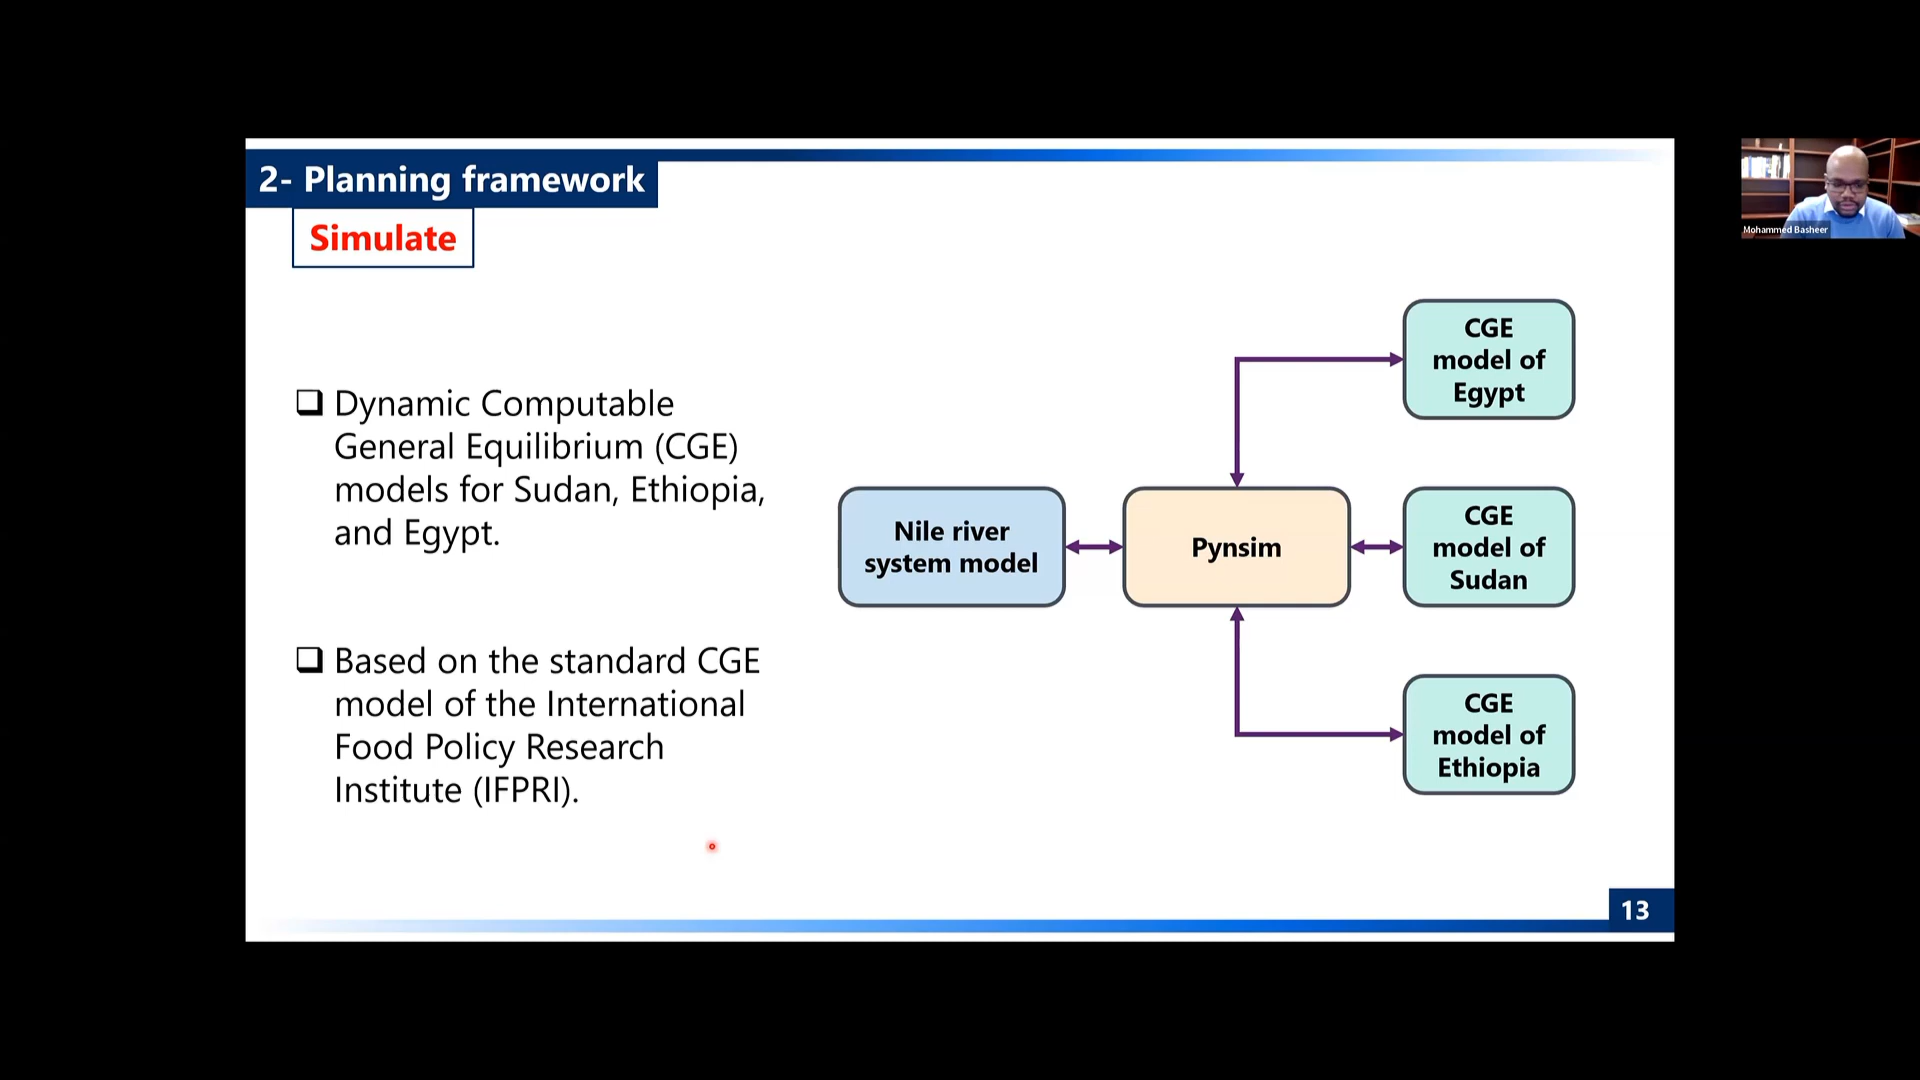 2- Planning framework
Simulate
❑ Dynamic Computable
General Equilibrium (CGE)
models for Sudan, Ethiopia,
and Egypt.
❑ Based on the standard CGE
model of the International
Food Policy Research
Institute (IFPRI).
Nile river
system model
Pynsim
CGE
model of
Egypt
CGE
model of
Sudan
CGE
model of
Ethiopia
13
Mohammed Basheer